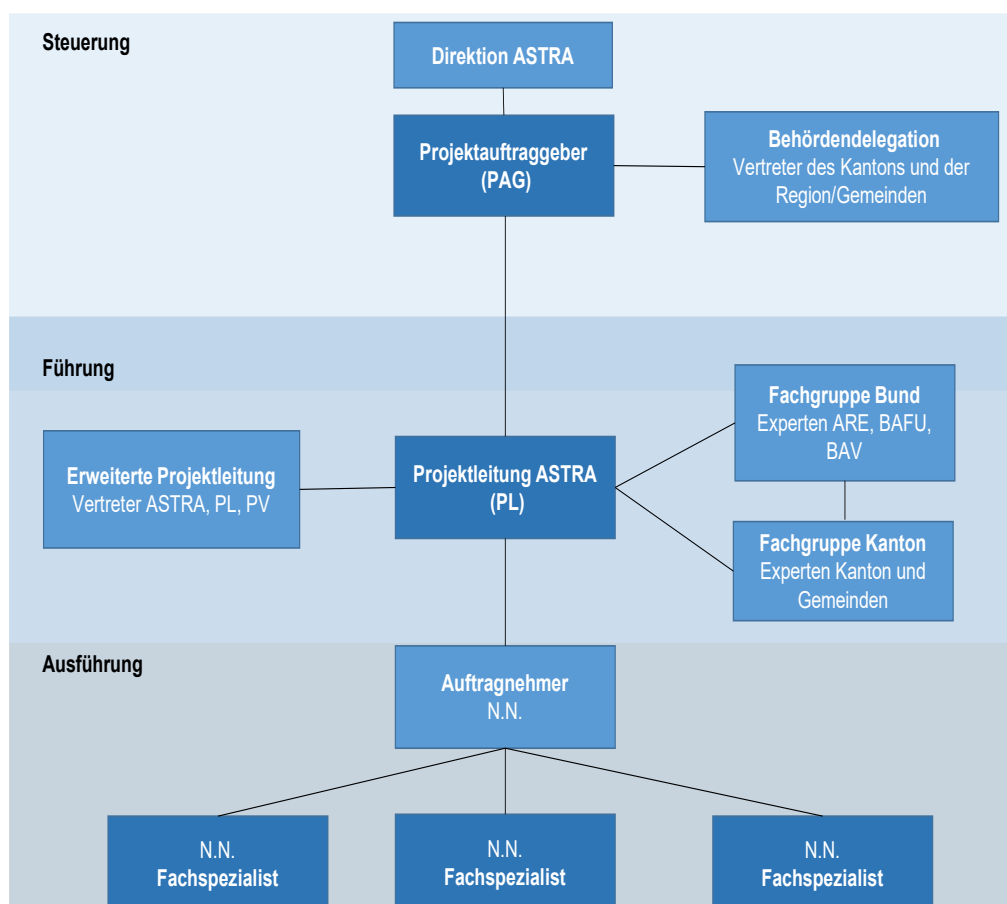 Steuerung
Direktion ASTRA
Projektauftraggeber
(PAG)
Behördendelegation
Vertreter des Kantons und der
Region/Gemeinden
Führung
Fachgruppe Bund
Experten ARE, BAFU,
BAV
Erweiterte Projektleitung
Vertreter ASTRA, PL, PV
Projektleitung ASTRA
(PL)
Fachgruppe Kanton
Experten Kanton und
Gemeinden
Ausführung
Auftragnehmer
N.N.
N.N.
Fachspezialist
N.N.
Fachspezialist
N.N.
Fachspezialist